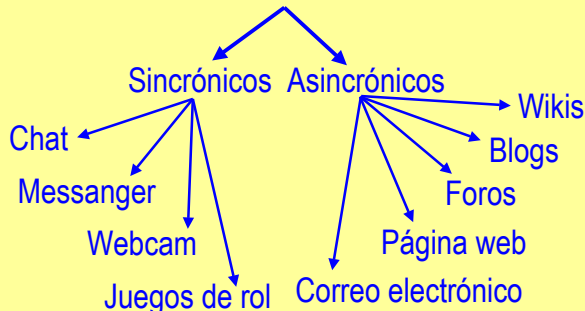 Sincrónicos
Asincrónicos
Chat
Messanger
Webcam
Juegos de rol
Wikis
Blogs
Foros
Página web
Correo electrónico